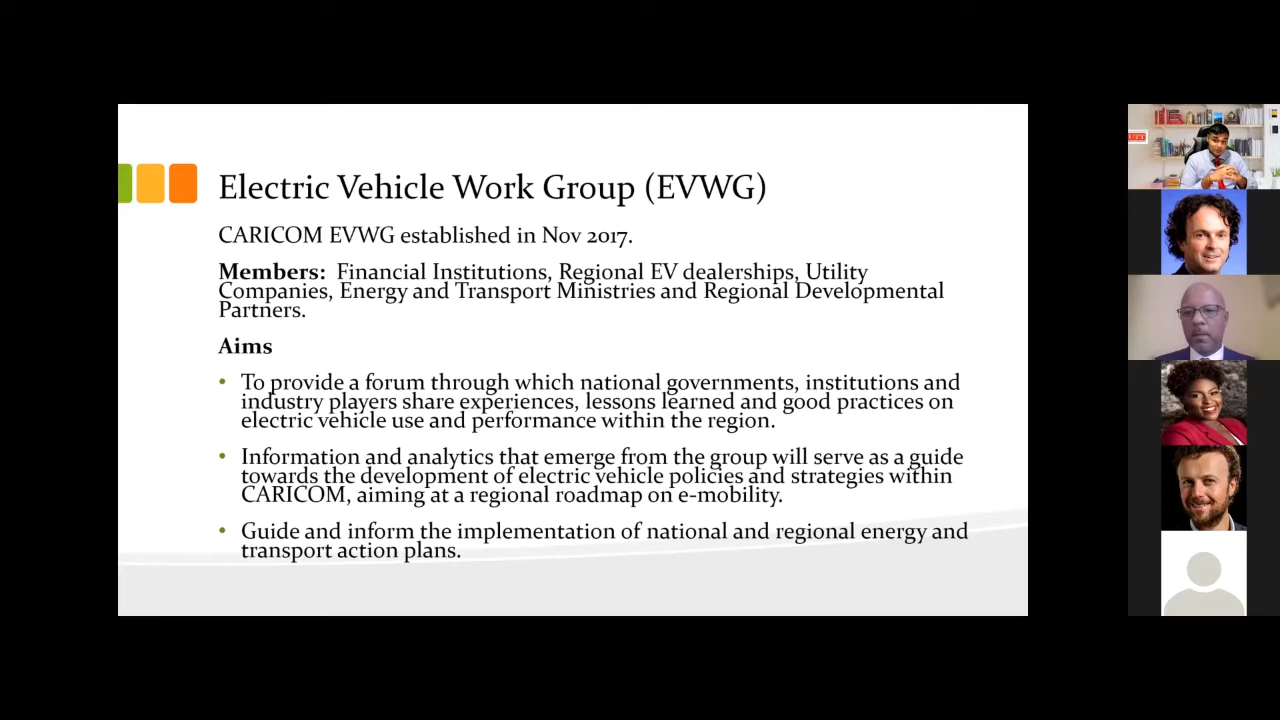 Electric Vehicle Work Group (EVWG)
CARICOM EVWG established in Nov 2017.
Members: Financial Institutions, Regional EV dealerships, Utility
Companies, Energy and Transport Ministries and Regional Developmental
Partners.
Aims
• To provide a forum through which national governments, institutions and
industry players share experiences, lessons learned and good practices on
electric vehicle use and performance within the region.
• Information and analytics that emerge from the group will serve as a guide
towards the development of electric vehicle policies and strategies within
CARICOM, aiming at a regional roadmap on e-mobility.
• Guide and inform the implementation of national and regional energy and
transport action plans.